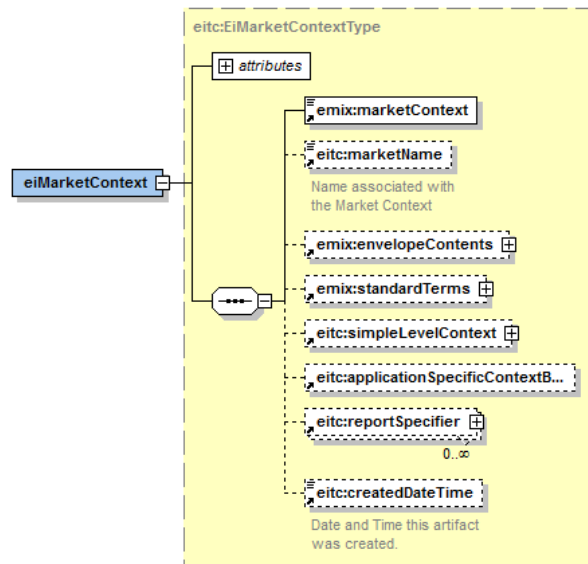 eitc:EiMarketContextType
attributes
emix:marketContext
eitc:marketName
Name associated with
the Market Context
eiMarketContext
emix:envelopeContents
emix:standardTerms
eitc:simpleLevelContext
eitc:applicationSpecificContextB...
eitc:reportSpecifier
0..∞
eitc:createdDateTime
Date and Time this artifact
was created.